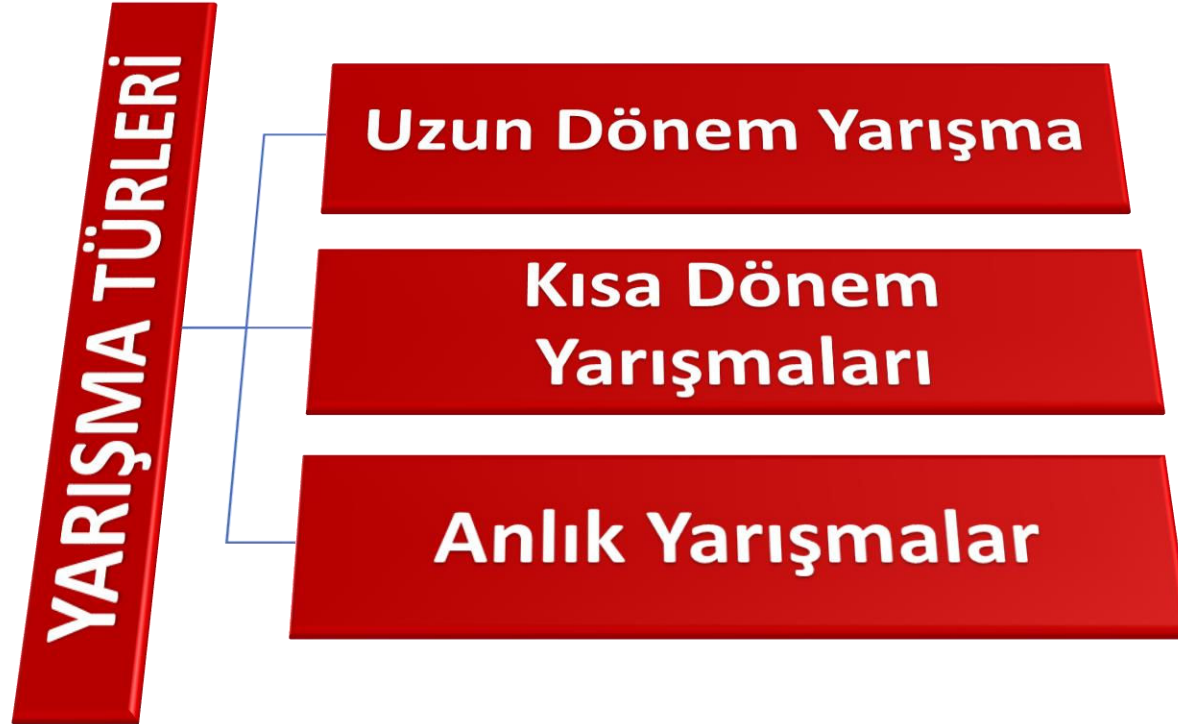 YARIŞMA TÜRLERİ
Uzun Dönem Yarışma
Kısa Dönem
Yarışmaları
Anlık Yarışmalar